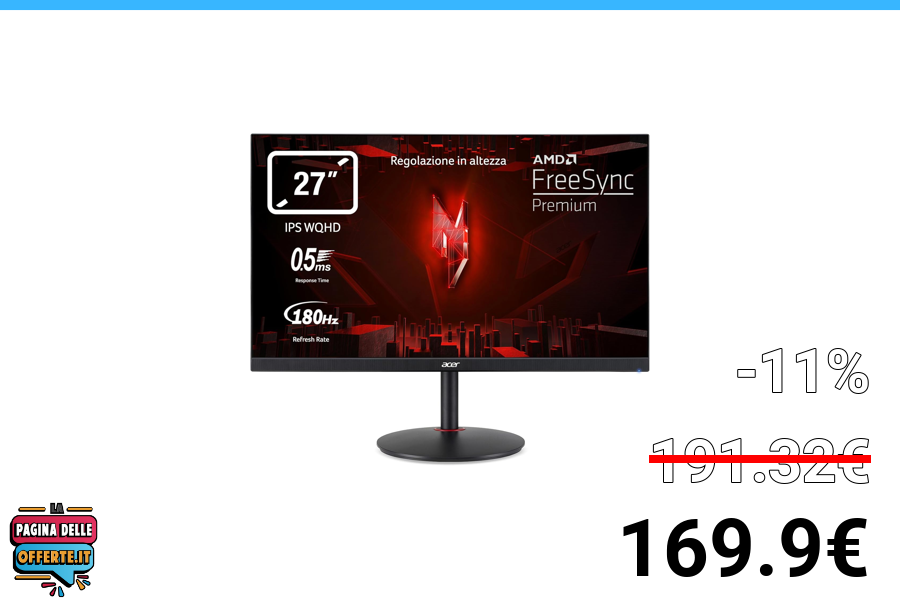 27"
IPS WQHD
0.5ms
Response Time
180Hz
Refresh Rate
Regolazione in altezza
AMD
FreeSync
Premium
acer
-11%
191.32€
169.9€
LA
PAGINA DELLE
OFFERTE.IT